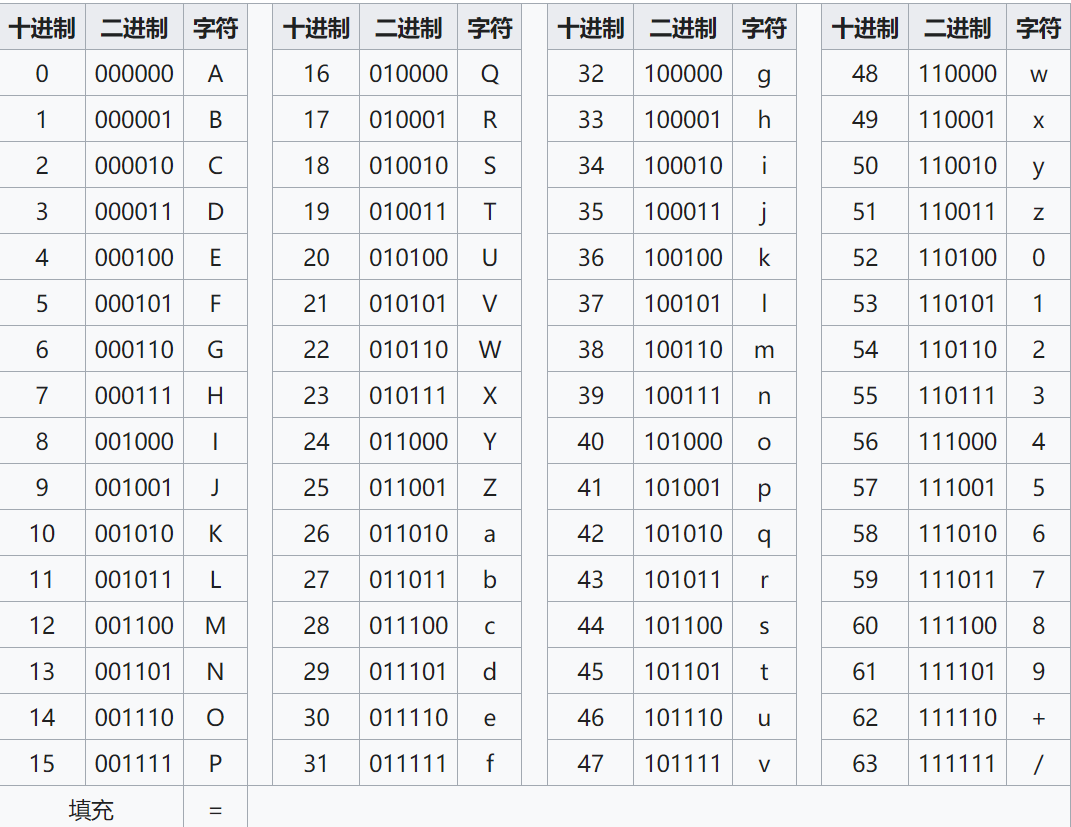 十进制 二进制 字符 十进制 二进制 字符 十进制 二进制 字符 十进制 二进制 字符
0 000000 A 16 010000 Q 32 100000 g 48 110000 w
1 000001 B 17 010001 R 33 100001 h 49 110001 x
2 000010 C 18 010010 S 34 100010 i 50 110010 y
3 000011 D 19 010011 T 35 100011 j 51 110011 z
4 000100 E 20 010100 U 36 100100 k 52 110100 0
5 000101 F 21 010101 V 37 100101 l 53 110101 1
6 000110 G 22 010110 W 38 100110 m 54 110110 2
7 000111 H 23 010111 X 39 100111 n 55 110111 3
8 001000 I 24 011000 Y 40 101000 o 56 111000 4
9 001001 J 25 011001 Z 41 101001 p 57 111001 5
10 001010 K 26 011010 a 42 101010 q 58 111010 6
11 001011 L 27 011011 b 43 101011 r 59 111011 7
12 001100 M 28 011100 c 44 101100 s 60 111100 8
13 001101 N 29 011101 d 45 101101 t 61 111101 9
14 001110 O 30 011110 e 46 101110 u 62 111110 +
15 001111 P 31 011111 f 47 101111 v 63 111111 /
填充 =